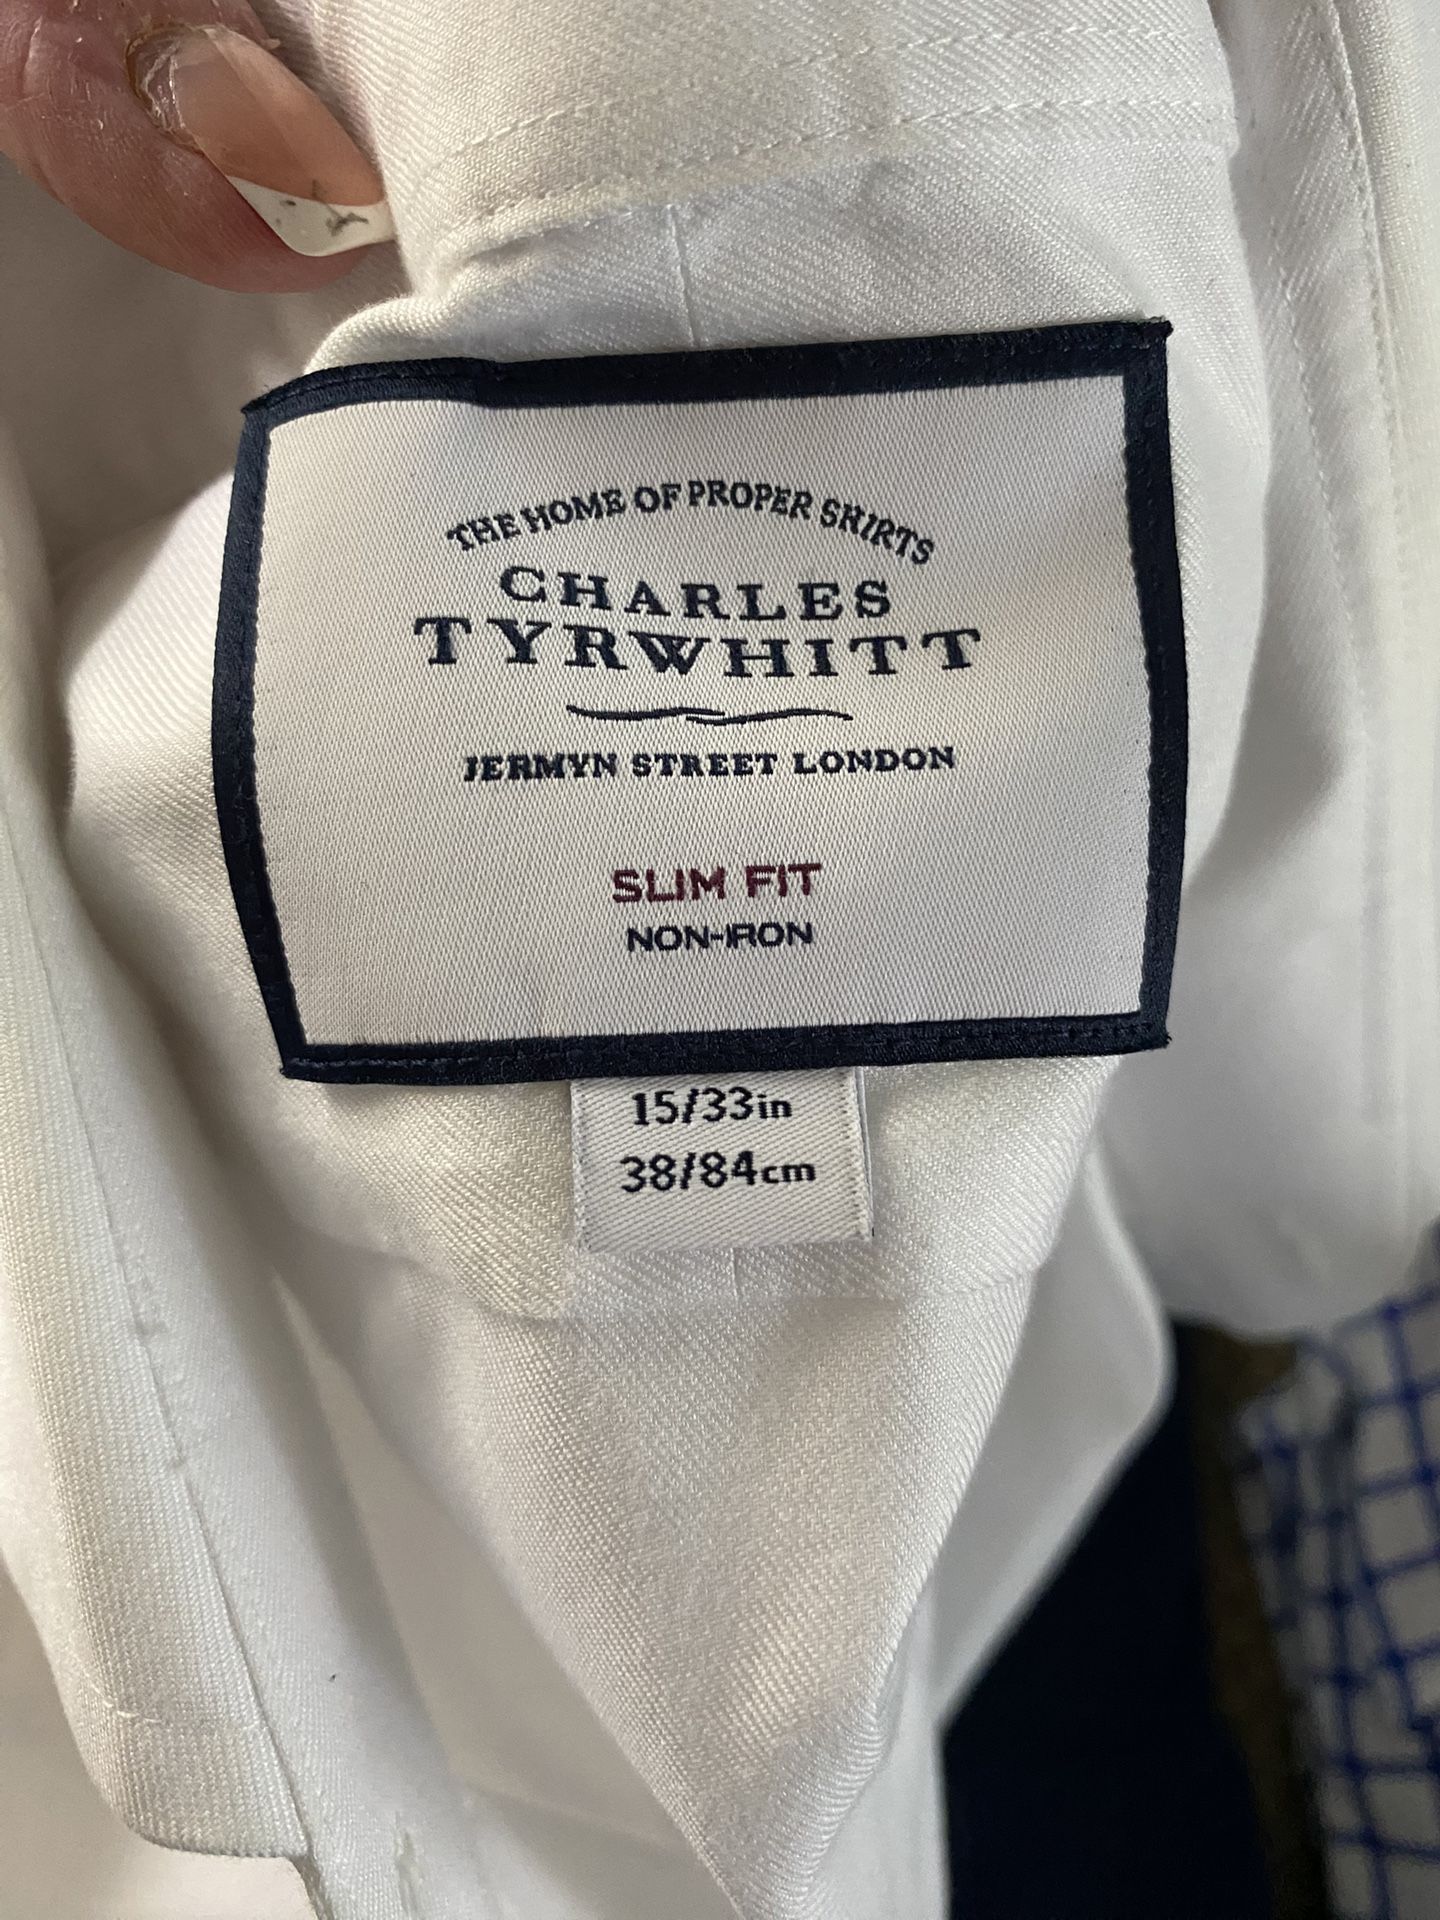 THE HOME OF PROPER SHIRTS
CHARLES
TYRWHITT
JERMYN STREET LONDON
SLIM FIT
NON-IRON
15/33in
38/84cm